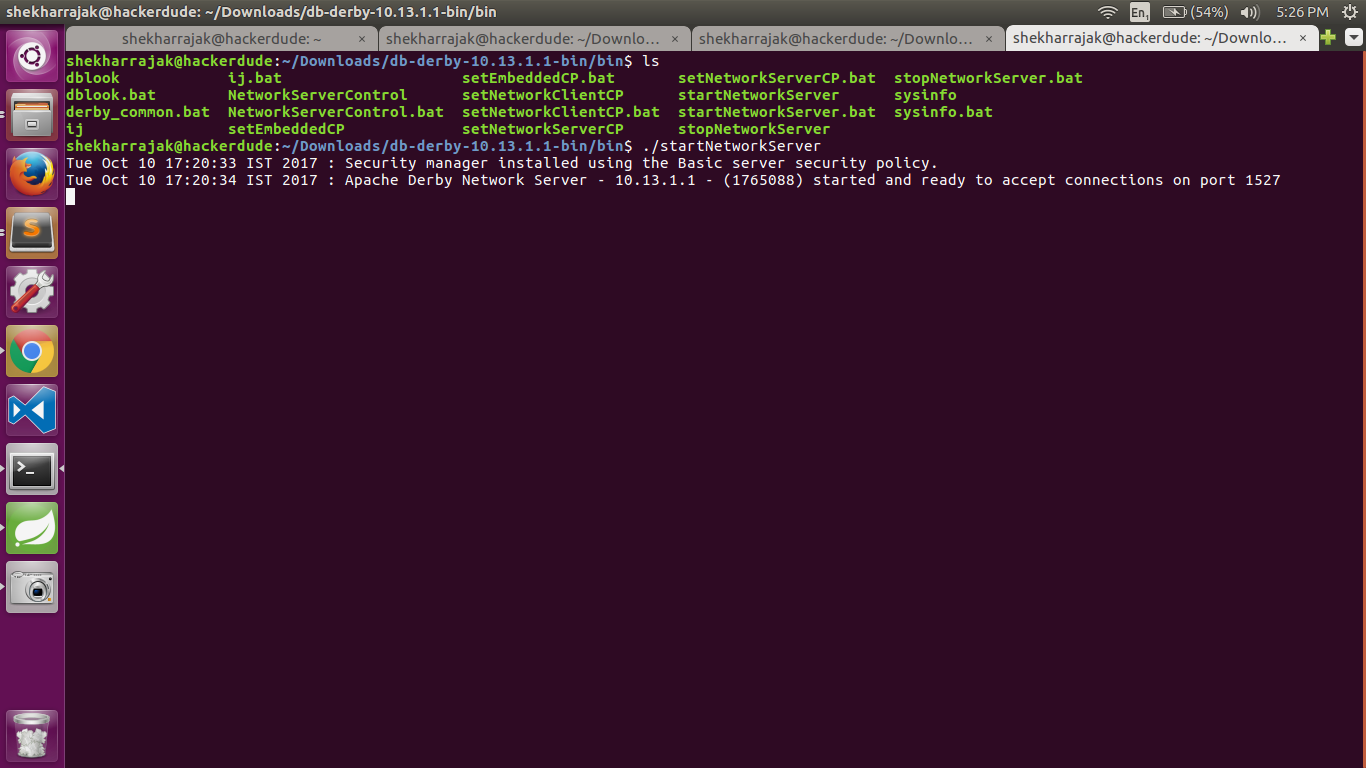 shekharrajak@hackerdude: ~/Downloads/db-derby-10.13.1.1-bin/bin
En1 (54%) 5:26 PM
shekharrajak@hackerdude: ~ × shekharrajak@hackerdude: ~/Downlo... × shekharrajak@hackerdude: ~/Downlo... × shekharrajak@hackerdude: ~/Downlo... ×
shekharrajak@hackerdude:~/Downloads/db-derby-10.13.1.1-bin/bin$ ls
dblook ij.bat setEmbeddedCP.bat setNetworkServerCP.bat stopNetworkServer.bat
dblook.bat NetworkServerControl setNetworkClientCP startNetworkServer sysinfo
derby_common.bat NetworkServerControl.bat setNetworkClientCP.bat startNetworkServer.bat sysinfo.bat
ij setEmbeddedCP setNetworkServerCP stopNetworkServer
shekharrajak@hackerdude:~/Downloads/db-derby-10.13.1.1-bin/bin$ ./startNetworkServer
Tue Oct 10 17:20:33 IST 2017 : Security manager installed using the Basic server security policy.
Tue Oct 10 17:20:34 IST 2017 : Apache Derby Network Server - 10.13.1.1 - (1765088) started and ready to accept connections on port 1527